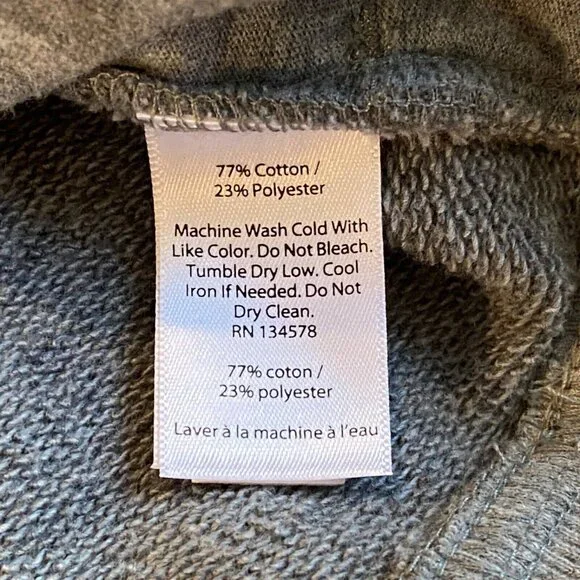 77% Cotton /
23% Polyester
Machine Wash Cold With
Like Color. Do Not Bleach.
Tumble Dry Low. Cool
Iron If Needed. Do Not
Dry Clean.
RN 134578
77% coton /
23% polyester
Laver à la machine à l'eau